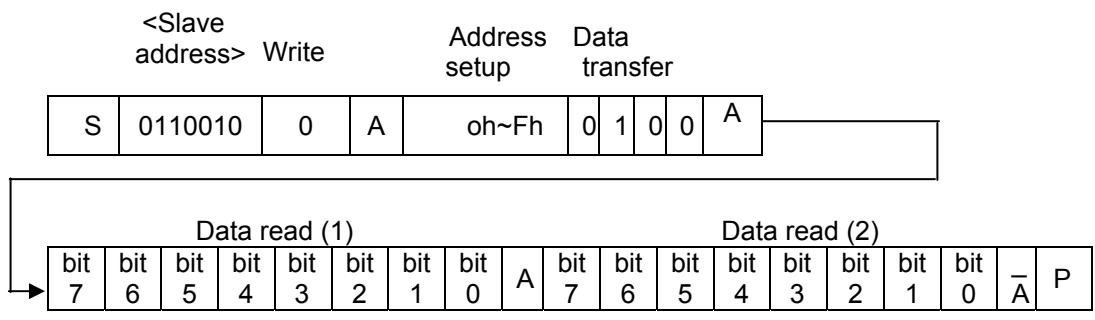 <Slave address> Write Address setup Data transfer
S 0110010 0 A oh~Fh 0 1 0 0 A
Data read (1) Data read (2)
bit 7 bit 6 bit 5 bit 4 bit 3 bit 2 bit 1 bit 0 A bit 7 bit 6 bit 5 bit 4 bit 3 bit 2 bit 1 bit 0 A̅ P